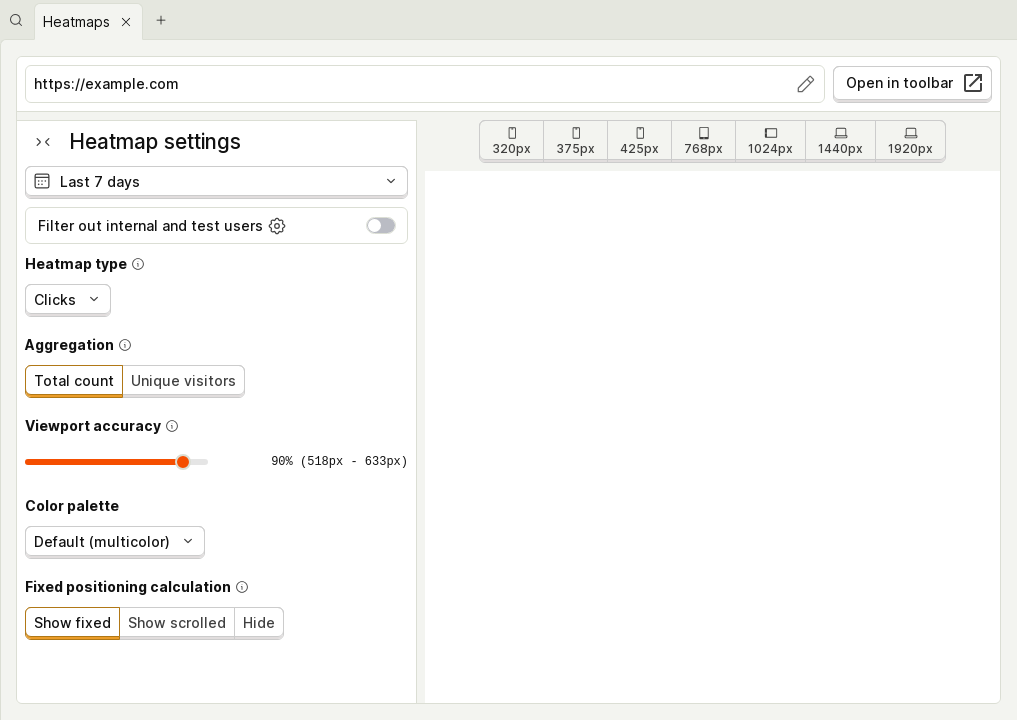 Heatmaps
https://example.com
Open in toolbar
Heatmap settings
Last 7 days
Filter out internal and test users
Heatmap type
Clicks
Aggregation
Total count Unique visitors
Viewport accuracy
90% (518px - 633px)
Color palette
Default (multicolor)
Fixed positioning calculation
Show fixed Show scrolled Hide
320px 375px 425px 768px 1024px 1440px 1920px